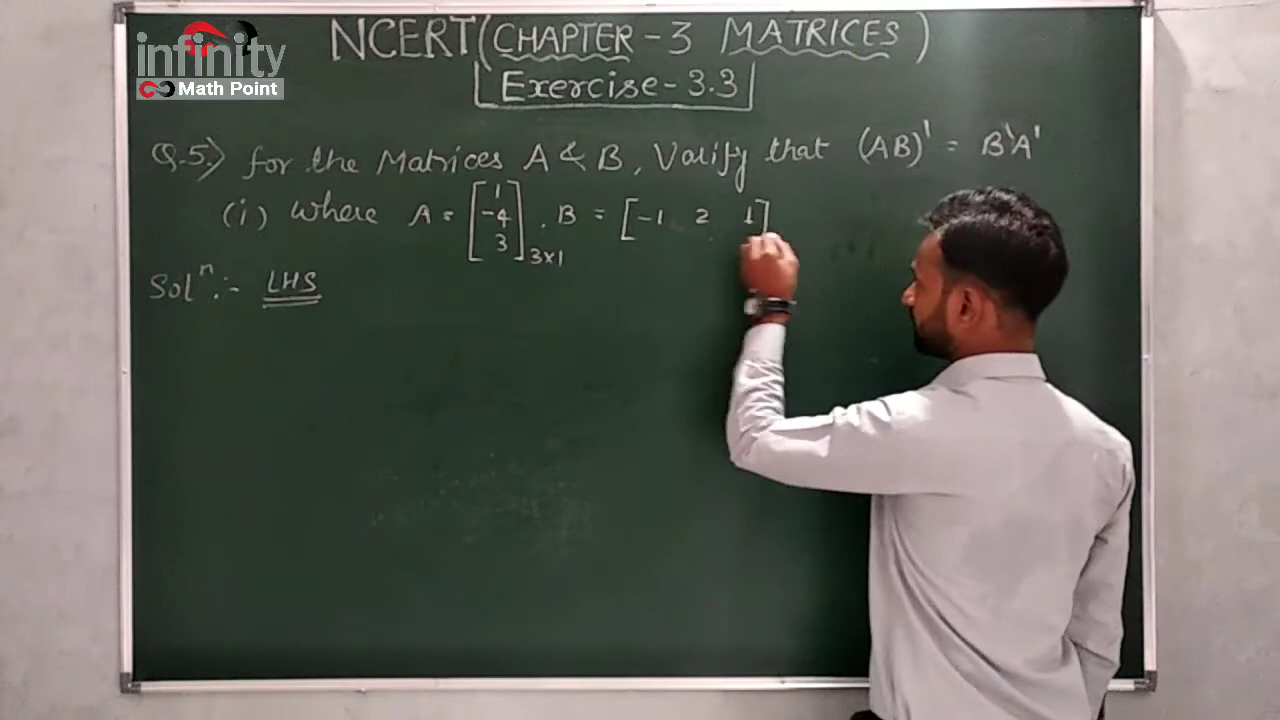 infinity
Math Point
NCERT (CHAPTER - 3 MATRICES)
Exercise - 3.3
Q.5.) for the Matrices A & B, Varify that (AB)' = B'A'
(i) Where A = [1 -4 3] 3x1 . B = [-1 2 1]
Solⁿ:- LHS